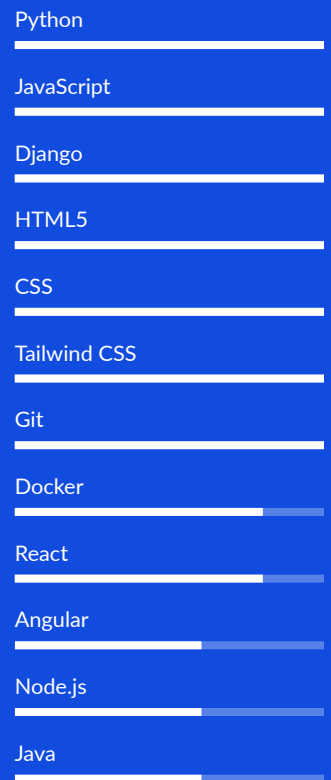 Python
JavaScript
Django
HTML5
CSS
Tailwind CSS
Git
Docker
React
Angular
Node.js
Java